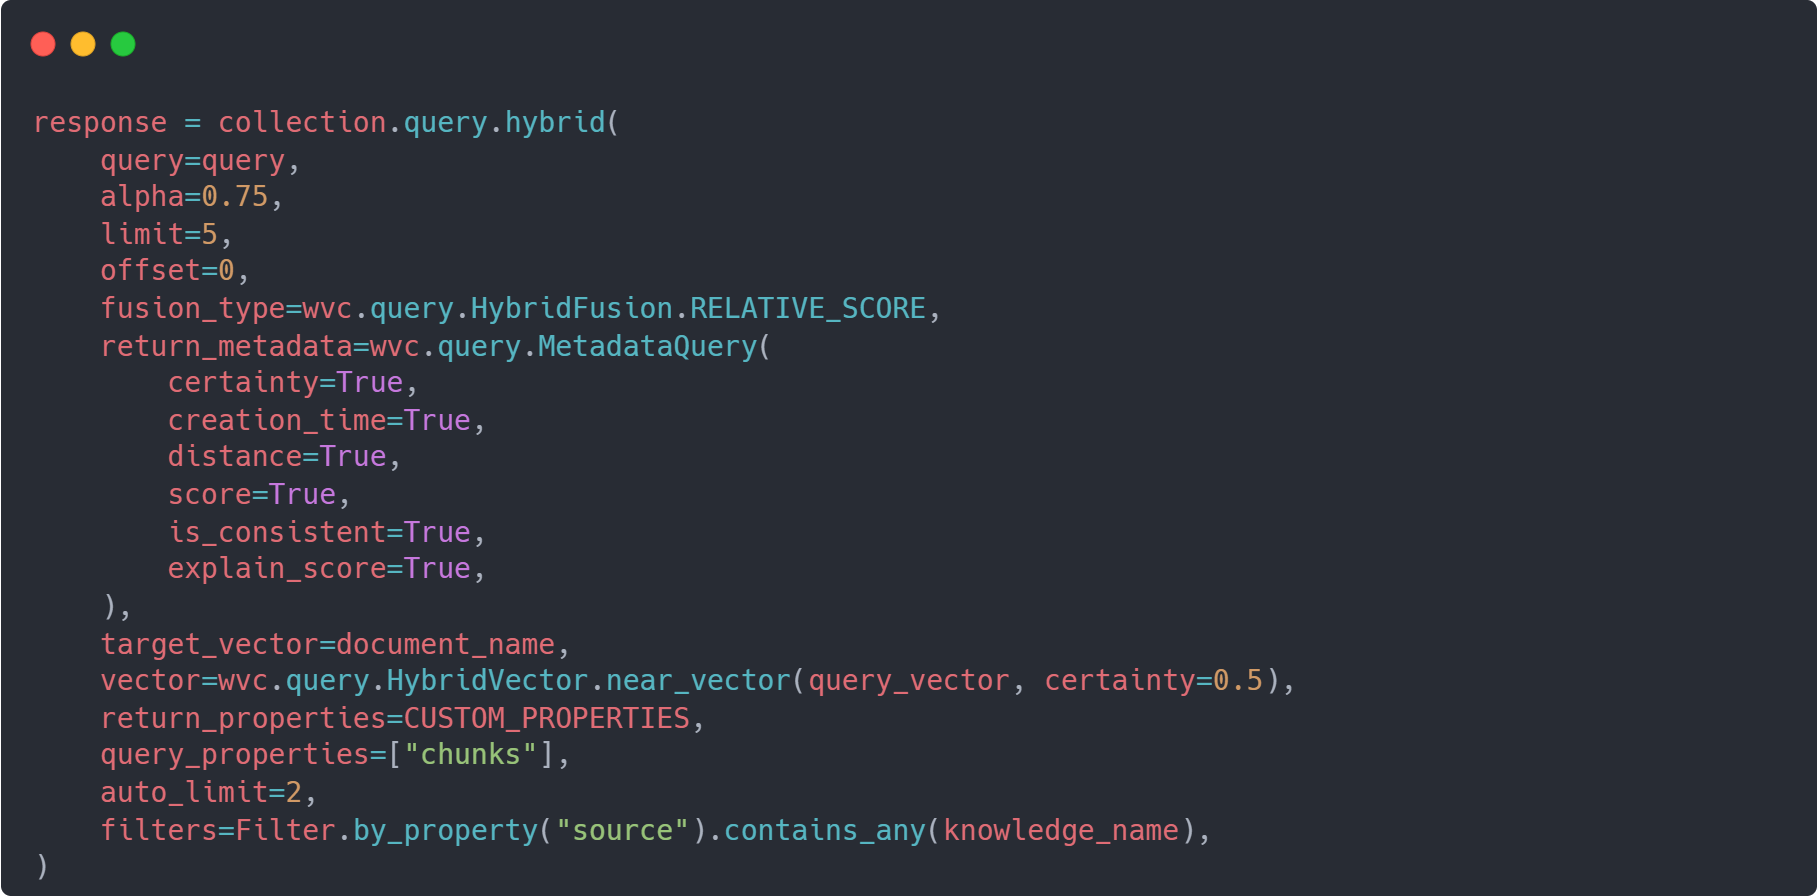 response = collection.query.hybrid(
    query=query,
    alpha=0.75,
    limit=5,
    offset=0,
    fusion_type=wvc.query.HybridFusion.RELATIVE_SCORE,
    return_metadata=wvc.query.MetadataQuery(
        certainty=True,
        creation_time=True,
        distance=True,
        score=True,
        is_consistent=True,
        explain_score=True,
    ),
    target_vector=document_name,
    vector=wvc.query.HybridVector.near_vector(query_vector, certainty=0.5),
    return_properties=CUSTOM_PROPERTIES,
    query_properties=["chunks"],
    auto_limit=2,
    filters=Filter.by_property("source").contains_any(knowledge_name),
)